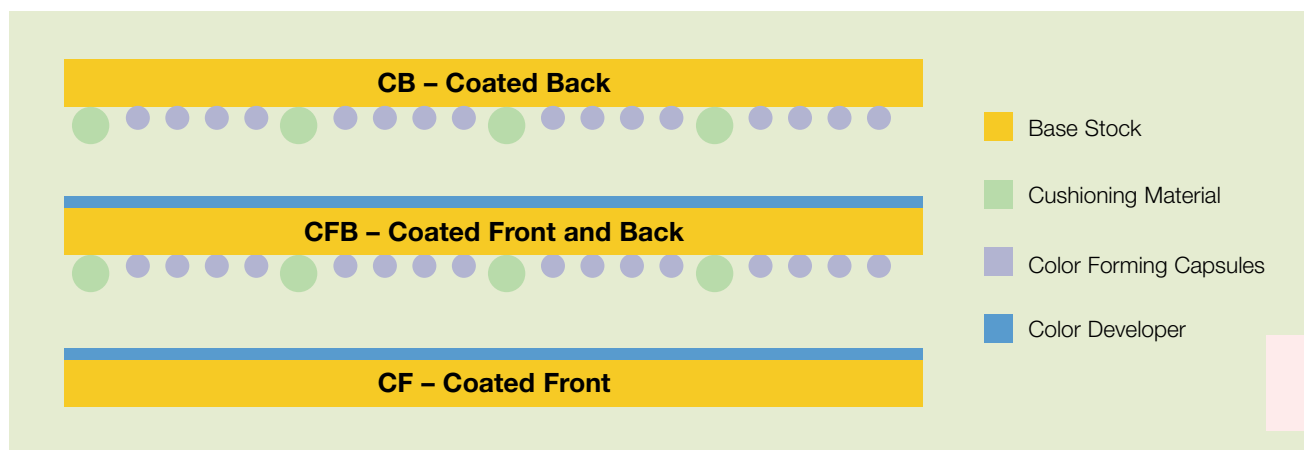 CB – Coated Back
CFB – Coated Front and Back
CF – Coated Front
Base Stock
Cushioning Material
Color Forming Capsules
Color Developer